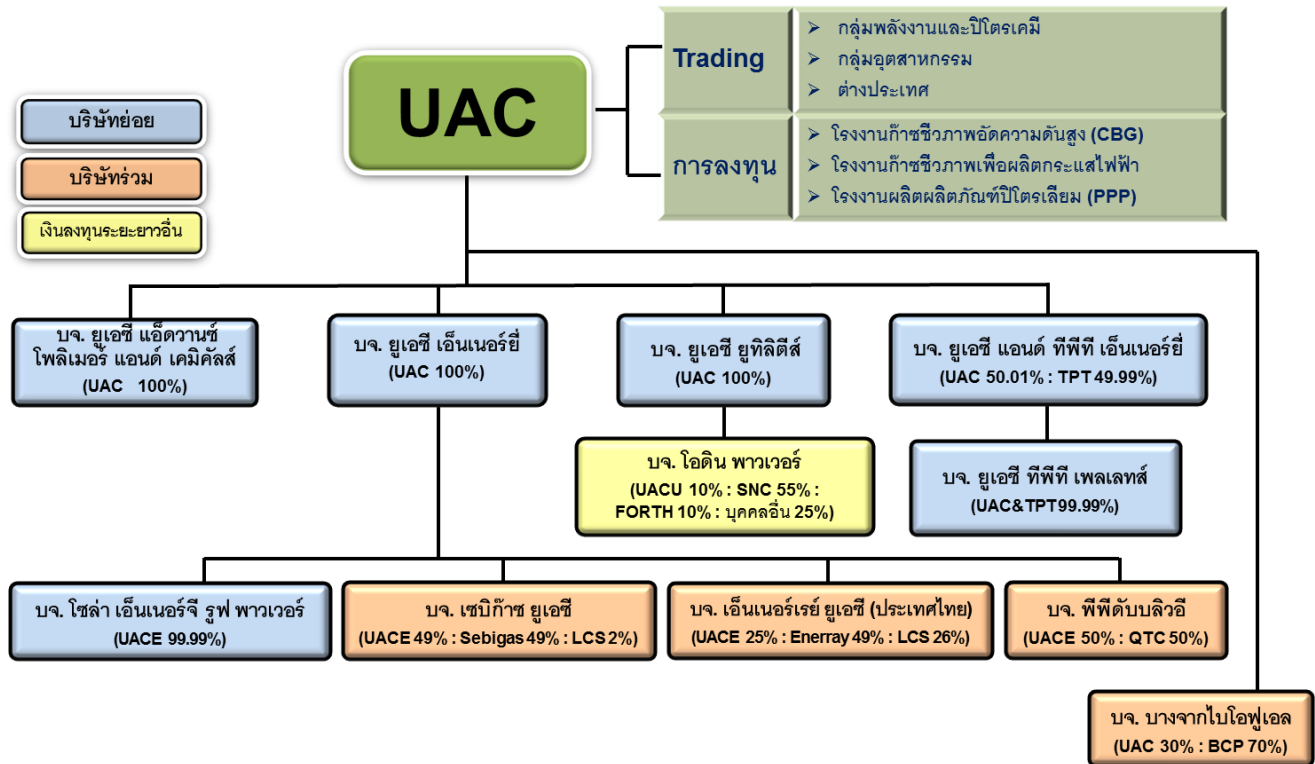 UAC
Trading
➢ กลุ่มพลังงานและปิโตรเคมี
➢ กลุ่มอุตสาหกรรม
➢ ต่างประเทศ
การลงทุน
➢ โรงงานก๊าซชีวภาพอัดความดันสูง (CBG)
➢ โรงงานก๊าซชีวภาพเพื่อผลิตกระแสไฟฟ้า
➢ โรงงานผลิตผลิตภัณฑ์ปิโตรเลียม (PPP)
บริษัทย่อย
บริษัทร่วม
เงินลงทุนระยะยาวอื่น
บจ. ยูเอซี แอ็ดวานซ์
โพลิเมอร์ แอนด์ เคมิคัลส์
(UAC 100%)
บจ. ยูเอซี เอ็นเนอร์ยี่
(UAC 100%)
บจ. ยูเอซี ยูทิลิตีส์
(UAC 100%)
บจ. ยูเอซี แอนด์ ทีพีที เอ็นเนอร์ยี่
(UAC 50.01% : TPT 49.99%)
บจ. โอดิน พาวเวอร์
(UACU 10% : SNC 55% :
FORTH 10% : บุคคลอื่น 25%)
บจ. ยูเอซี ทีพีที เพลเลทส์
(UAC&TPT 99.99%)
บจ. โซล่า เอ็นเนอร์จี รูฟ พาวเวอร์
(UACE 99.99%)
บจ. เซบิก๊าซ ยูเอซี
(UACE 49% : Sebigas 49% : LCS 2%)
บจ. เอ็นเนอร์เรย์ ยูเอซี (ประเทศไทย)
(UACE 25% : Enerray 49% : LCS 26%)
บจ. พีพีดับบลิวอี
(UACE 50% : QTC 50%)
บจ. บางจากไบโอฟูเอล
(UAC 30% : BCP 70%)